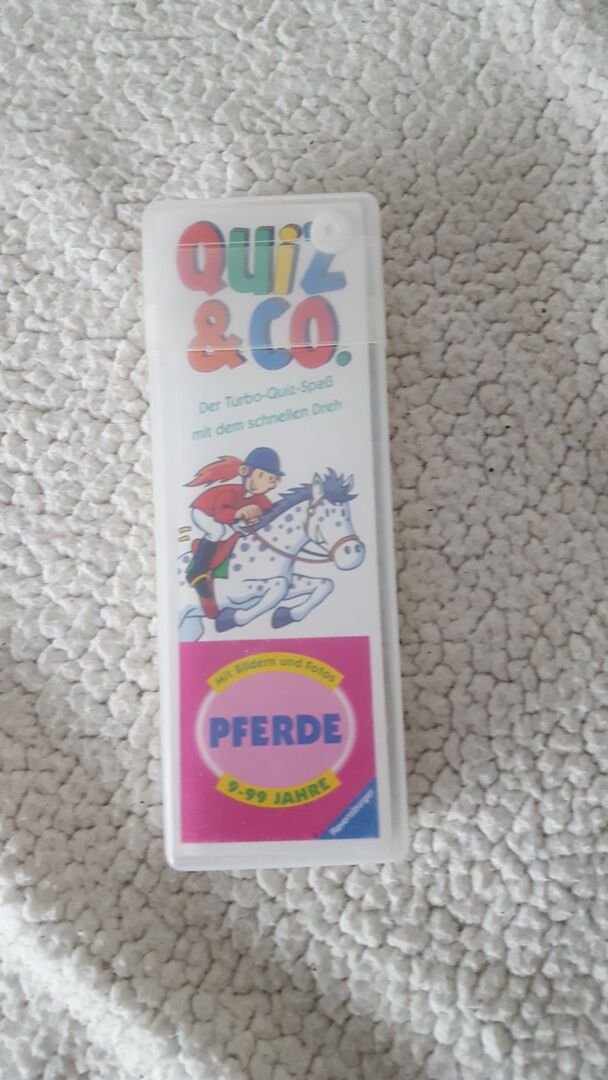 QUiZ
& CO.
Der Turbo-Quiz-Spaß
mit dem schnellen Dreh
Mit Bildern und Fotos
PFERDE
9-99 JAHRE
Ravensburger